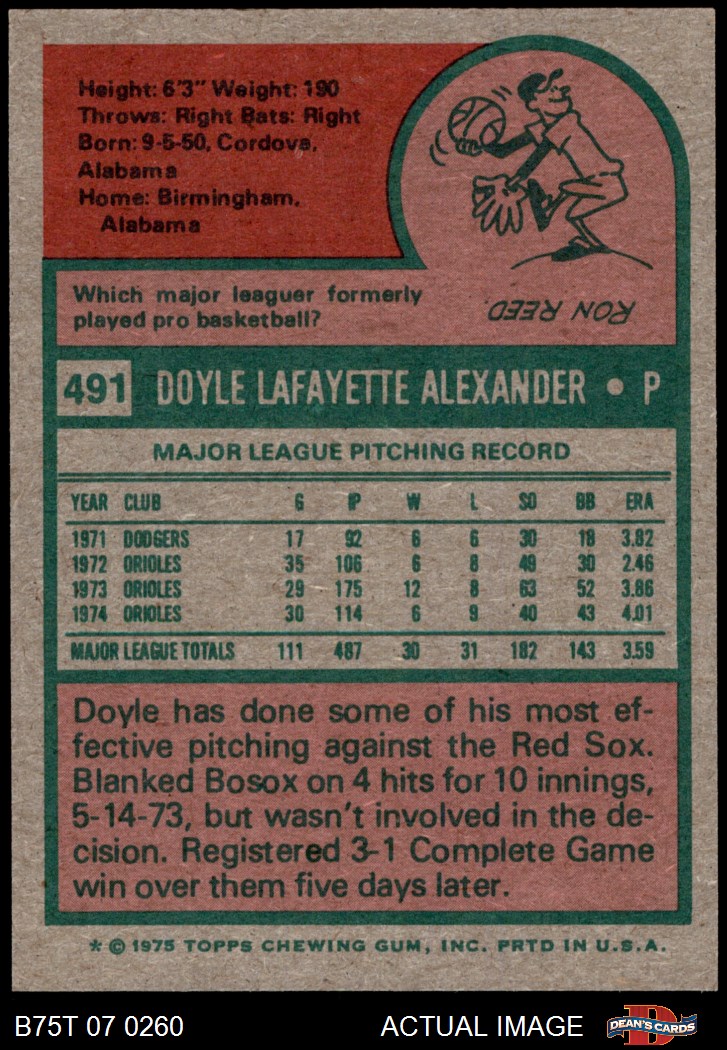 Height: 6'3" Weight: 190
Throws: Right Bats: Right
Born: 9-5-50, Cordova,
Alabama
Home: Birmingham,
Alabama
Which major leaguer formerly
played pro basketball?
RON REED.
491 DOYLE LAFAYETTE ALEXANDER • P
MAJOR LEAGUE PITCHING RECORD
YEAR CLUB G IP W L SO BB ERA
1971 DODGERS 17 92 6 6 30 18 3.82
1972 ORIOLES 35 106 6 8 49 30 2.46
1973 ORIOLES 29 175 12 8 63 52 3.86
1974 ORIOLES 30 114 6 9 40 43 4.01
MAJOR LEAGUE TOTALS 111 487 30 31 182 143 3.59
Doyle has done some of his most ef-
fective pitching against the Red Sox.
Blanked Bosox on 4 hits for 10 innings,
5-14-73, but wasn't involved in the de-
cision. Registered 3-1 Complete Game
win over them five days later.
* © 1975 TOPPS CHEWING GUM, INC. PRTD IN U.S.A.
B75T 07 0260 ACTUAL IMAGE DEAN'S CARDS